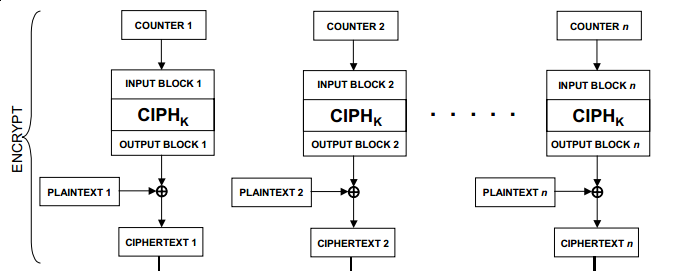 COUNTER 1
COUNTER 2
COUNTER n
INPUT BLOCK 1
INPUT BLOCK 2
INPUT BLOCK n
CIPHK
CIPHK
CIPHK
OUTPUT BLOCK 1
OUTPUT BLOCK 2
OUTPUT BLOCK n
ENCRYPT
PLAINTEXT 1
PLAINTEXT 2
PLAINTEXT n
CIPHERTEXT 1
CIPHERTEXT 2
CIPHERTEXT n